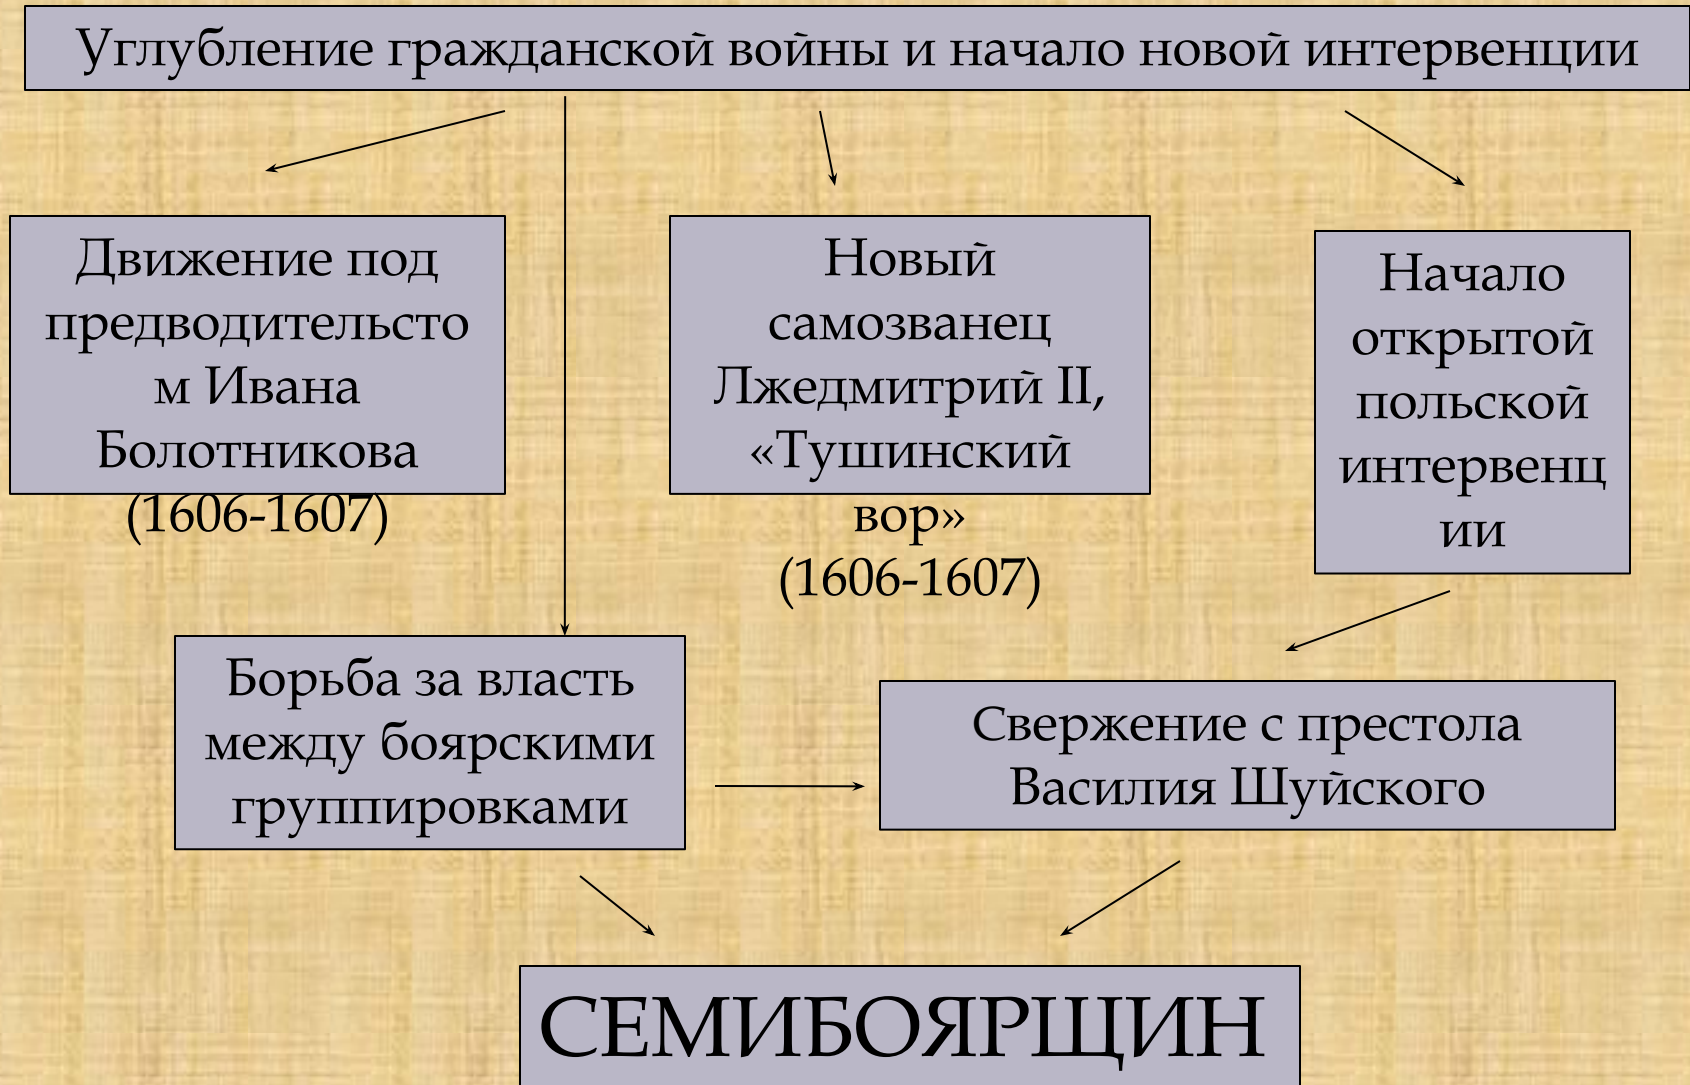 Углубление гражданской войны и начало новой интервенции
Движение под
предводительсто
м Ивана
Болотникова
(1606-1607)
Новый
самозванец
Лжедмитрий II,
«Тушинский
вор»
(1606-1607)
Начало
открытой
польской
интервенц
ии
Борьба за власть
между боярскими
группировками
Свержение с престола
Василия Шуйского
СЕМИБОЯРЩИН